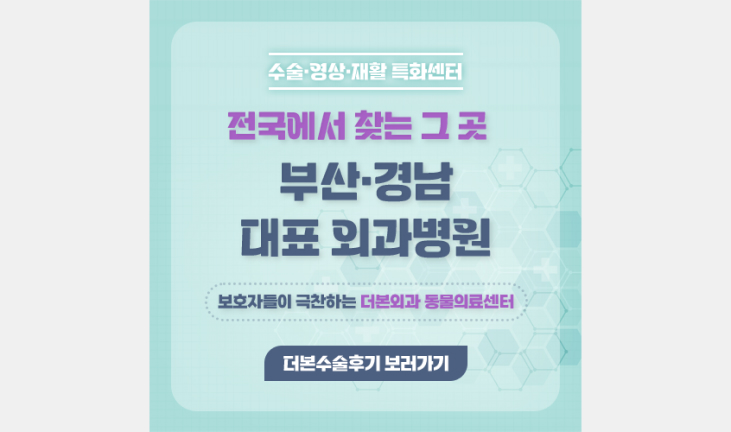 수술·영상·재활 특화센터
전국에서 찾는 그 곳
부산·경남
대표 외과병원
보호자들이 극찬하는 더본외과 동물의료센터
더본수술후기 보러가기